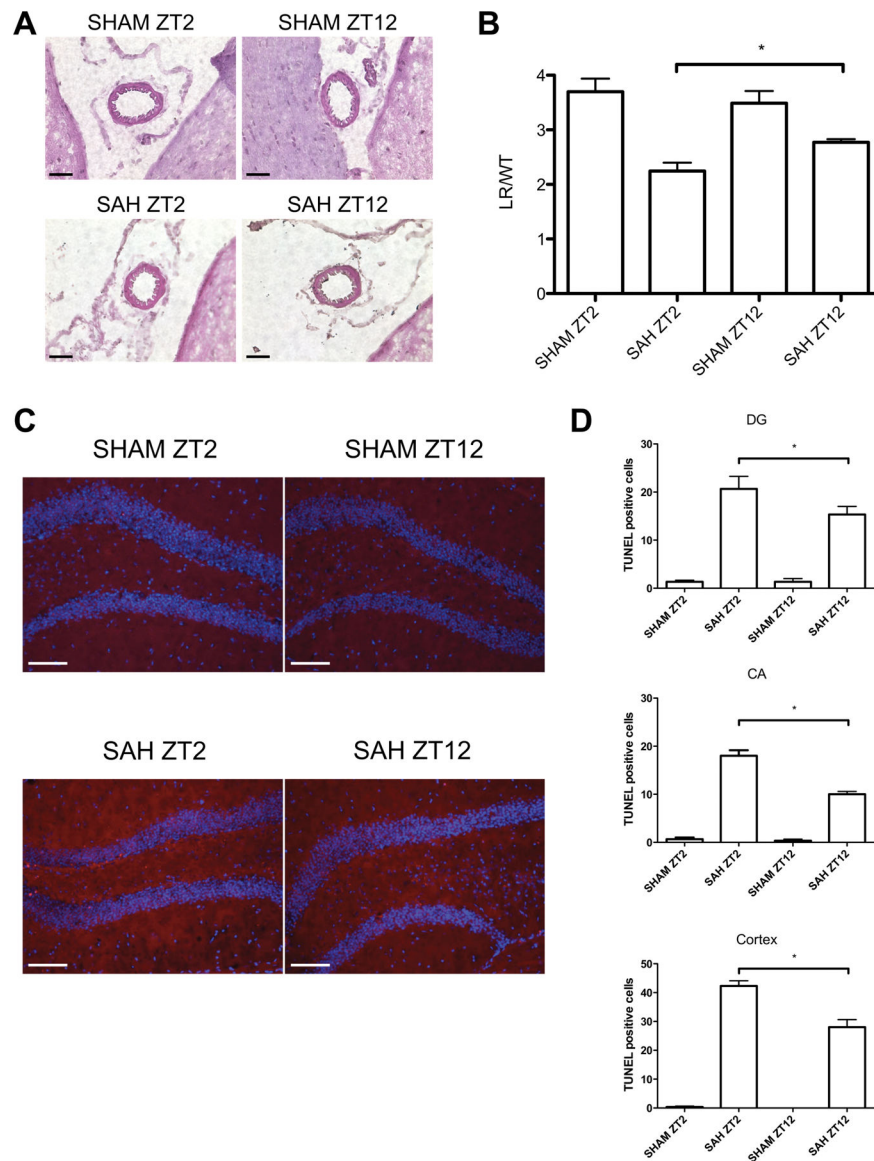 A
SHAM ZT2 SHAM ZT12
SAH ZT2 SAH ZT12
B
*
4
3
2
1
0
LR/WT
SHAM ZT2 SAH ZT2 SHAM ZT12 SAH ZT12
C
SHAM ZT2 SHAM ZT12
SAH ZT2 SAH ZT12
D
DG
*
30
20
10
0
TUNEL positive cells
SHAM ZT2 SAH ZT2 SHAM ZT12 SAH ZT12
CA
*
30
20
10
0
TUNEL positive cells
SHAM ZT2 SAH ZT2 SHAM ZT12 SAH ZT12
Cortex
*
50
40
30
20
10
0
TUNEL positive cells
SHAM ZT2 SAH ZT2 SHAM ZT12 SAH ZT12